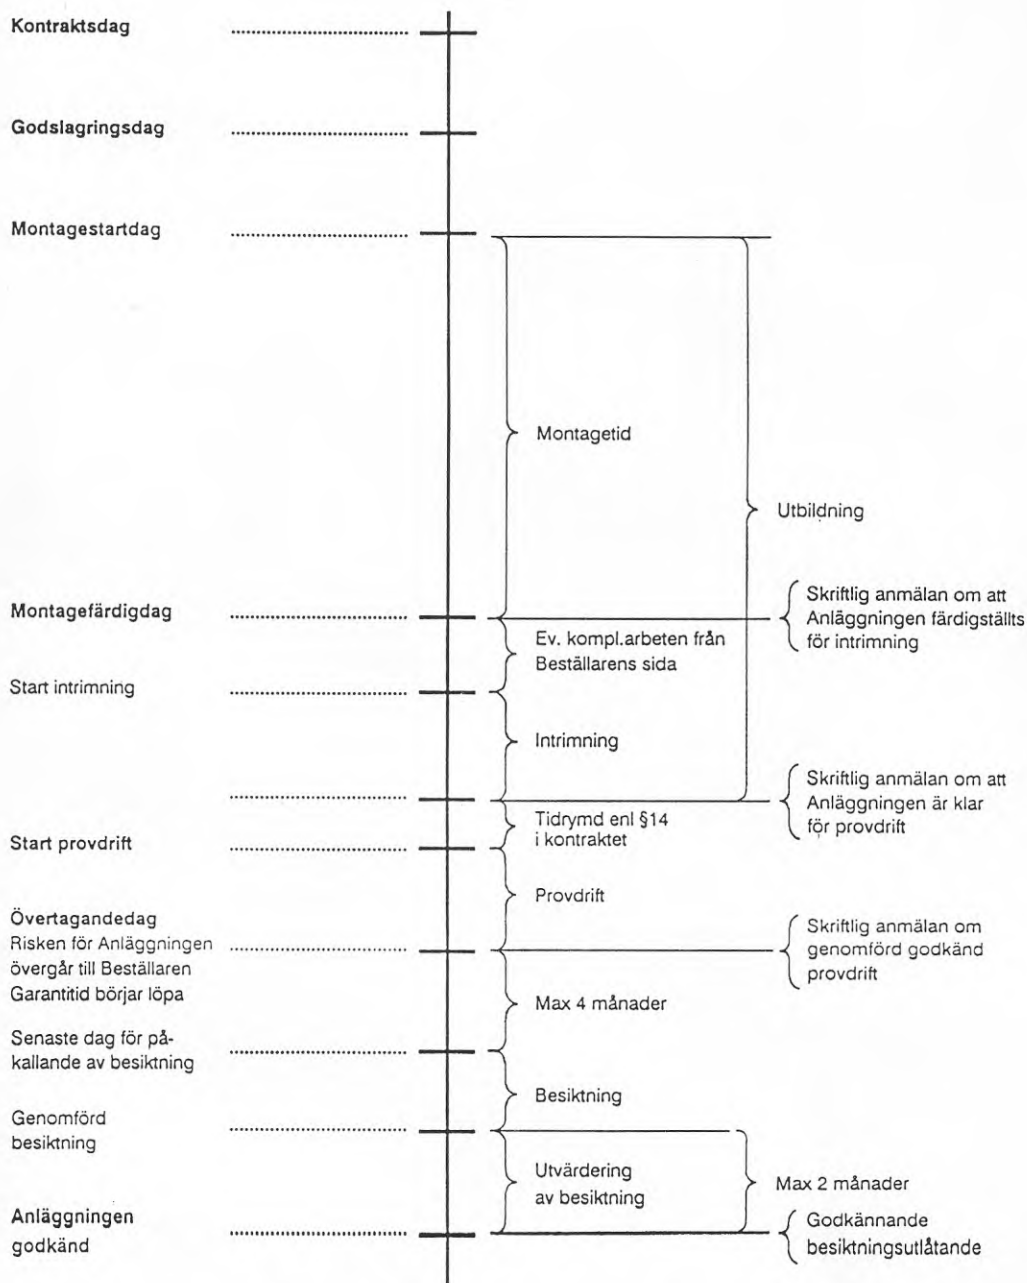 Kontraktsdag
Godslagringsdag
Montagestartdag
Montagetid
Utbildning
Montagefärdigdag
Skriftlig anmälan om att
Anläggningen färdigställts
för intrimning
Ev. kompl.arbeten från
Beställarens sida
Start intrimning
Intrimning
Skriftlig anmälan om att
Anläggningen är klar
för provdrift
Tidrymd enl §14
i kontraktet
Start provdrift
Provdrift
Övertagandedag
Risken för Anläggningen
övergår till Beställaren
Garantitid börjar löpa
Skriftlig anmälan om
genomförd godkänd
provdrift
Max 4 månader
Senaste dag för på-
kallande av besiktning
Besiktning
Genomförd
besiktning
Utvärdering
av besiktning
Max 2 månader
Anläggningen
godkänd
Godkännande
besiktningsutlåtande